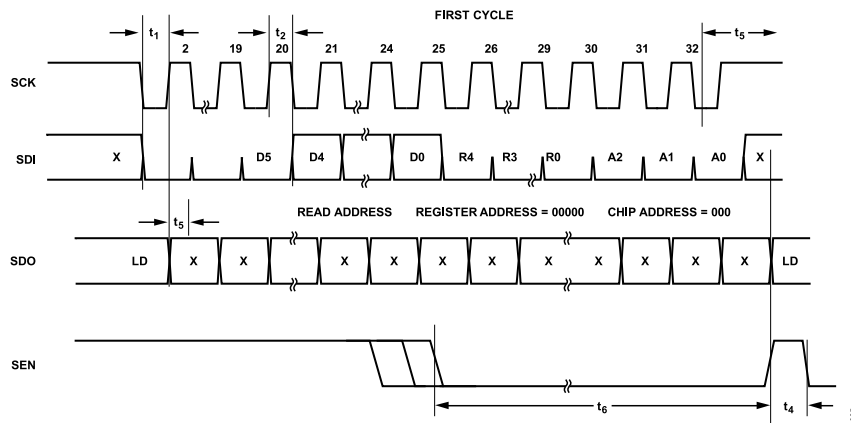 FIRST CYCLE
t1 t2 t5
2 19 20 21 24 25 26 29 30 31 32
SCK
SDI X D5 D4 D0 R4 R3 R0 A2 A1 A0 X
t5 READ ADDRESS REGISTER ADDRESS = 00000 CHIP ADDRESS = 000
SDO LD X X X X X X X X X X X LD
SEN
t6 t4